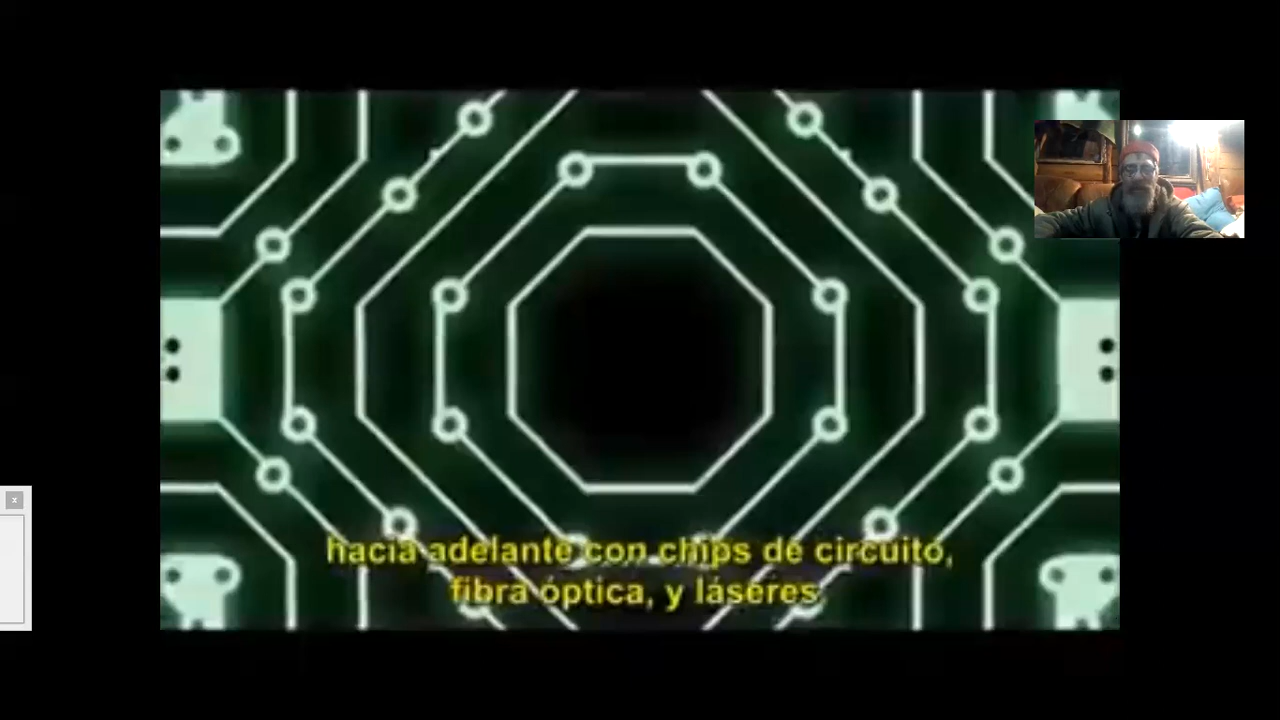 x
hacia adelante con chips de circuito,
fibra óptica, y láseres